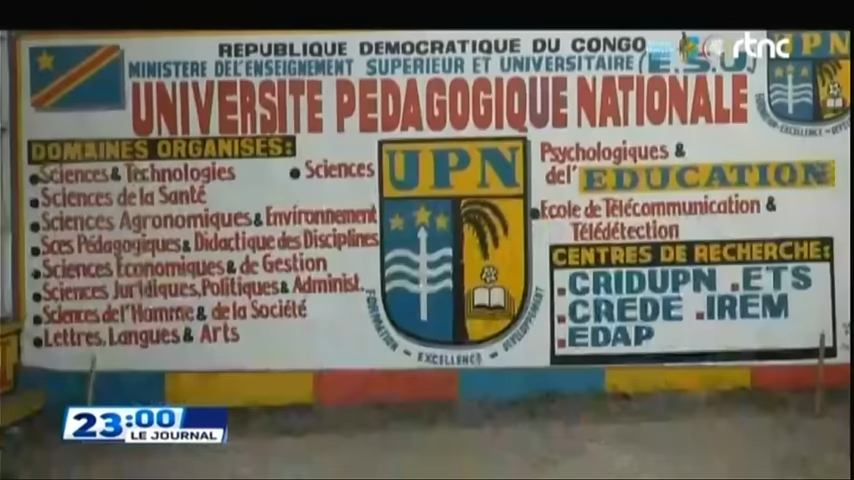 rtnc
REPUBLIQUE DEMOCRATIQUE DU CONGO
MINISTERE DE L'ENSEIGNEMENT SUPERIEUR ET UNIVERSITAIRE (E.S.U)
UNIVERSITE PEDAGOGIQUE NATIONALE
UPN
DOMAINES ORGANISES:
Sciences & Technologies
Sciences de la Santé
Sciences Agronomiques & Environnement
Sces Pédagogiques & Didactique des Disciplines
Sciences Economiques & de Gestion
Sciences Juridiques, Politiques & Administ.
Sciences de l'Homme & de la Société
Lettres, Langues & Arts
Sciences Psychologiques &
de l'EDUCATION
Ecole de Télécommunication &
Télédétection
UPN
FORMATION - EXCELLENCE - DEVELOPPEMENT
CENTRES DE RECHERCHE:
.CRIDUPN .ETS
.CREDE .IREM
.EDAP
23:00
LE JOURNAL